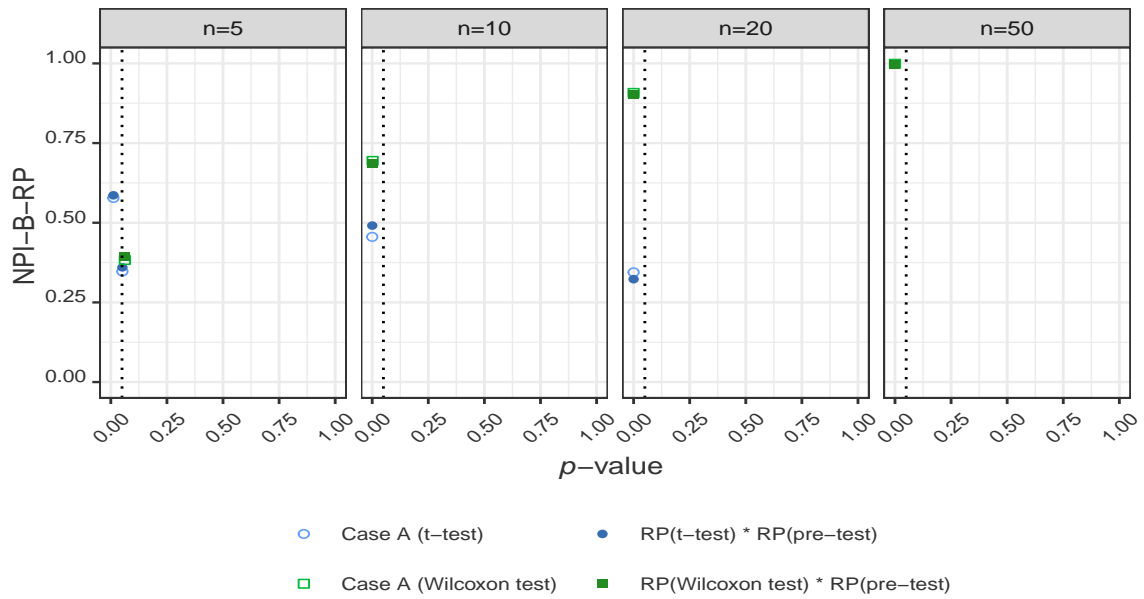 n=5 n=10 n=20 n=50
1.00
0.75
0.50
0.25
0.00
NPI−B−RP
0.00 0.25 0.50 0.75 1.00 0.00 0.25 0.50 0.75 1.00 0.00 0.25 0.50 0.75 1.00 0.00 0.25 0.50 0.75 1.00
p−value
Case A (t−test) RP(t−test) * RP(pre−test)
Case A (Wilcoxon test) RP(Wilcoxon test) * RP(pre−test)